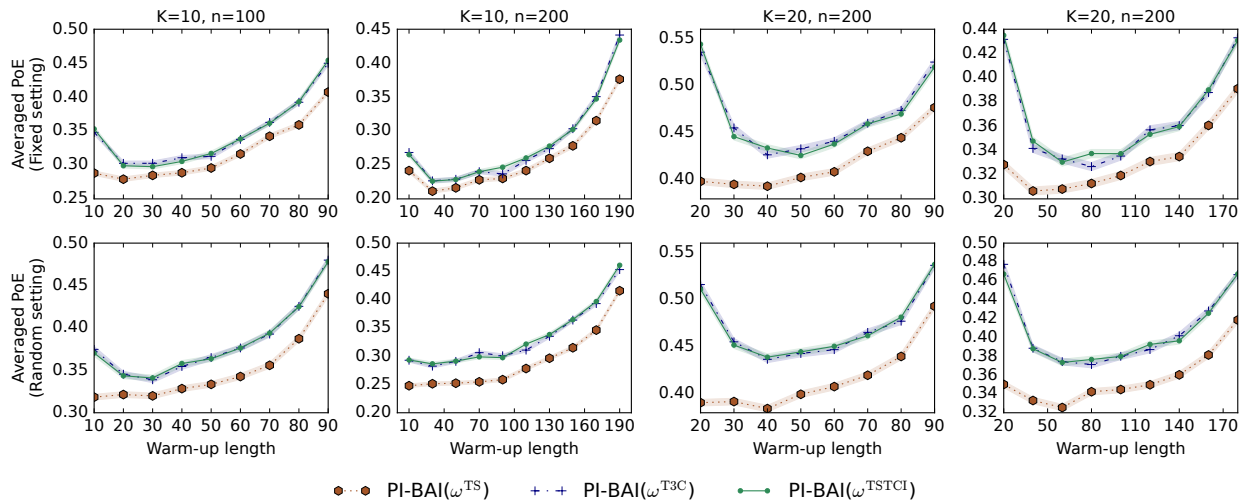 K=10, n=100
K=10, n=200
K=20, n=200
K=20, n=200
Averaged PoE
(Fixed setting)
0.50
0.45
0.40
0.35
0.30
0.25
10 20 30 40 50 60 70 80 90
0.45
0.40
0.35
0.30
0.25
0.20
10 30 50 70 90 110 130 150 170 190
0.55
0.50
0.45
0.40
20 30 40 50 60 70 80 90
0.44
0.42
0.40
0.38
0.36
0.34
0.32
0.30
20 50 80 110 140 170
Averaged PoE
(Random setting)
0.50
0.45
0.40
0.35
0.30
10 20 30 40 50 60 70 80 90
Warm-up length
0.50
0.45
0.40
0.35
0.30
0.25
0.20
10 30 50 70 90 110 130 150 170 190
Warm-up length
0.55
0.50
0.45
0.40
20 30 40 50 60 70 80 90
Warm-up length
0.50
0.48
0.46
0.44
0.42
0.40
0.38
0.36
0.34
0.32
20 50 80 110 140 170
Warm-up length
PI-BAI(ω^TS) PI-BAI(ω^T3C) PI-BAI(ω^TSTCI)